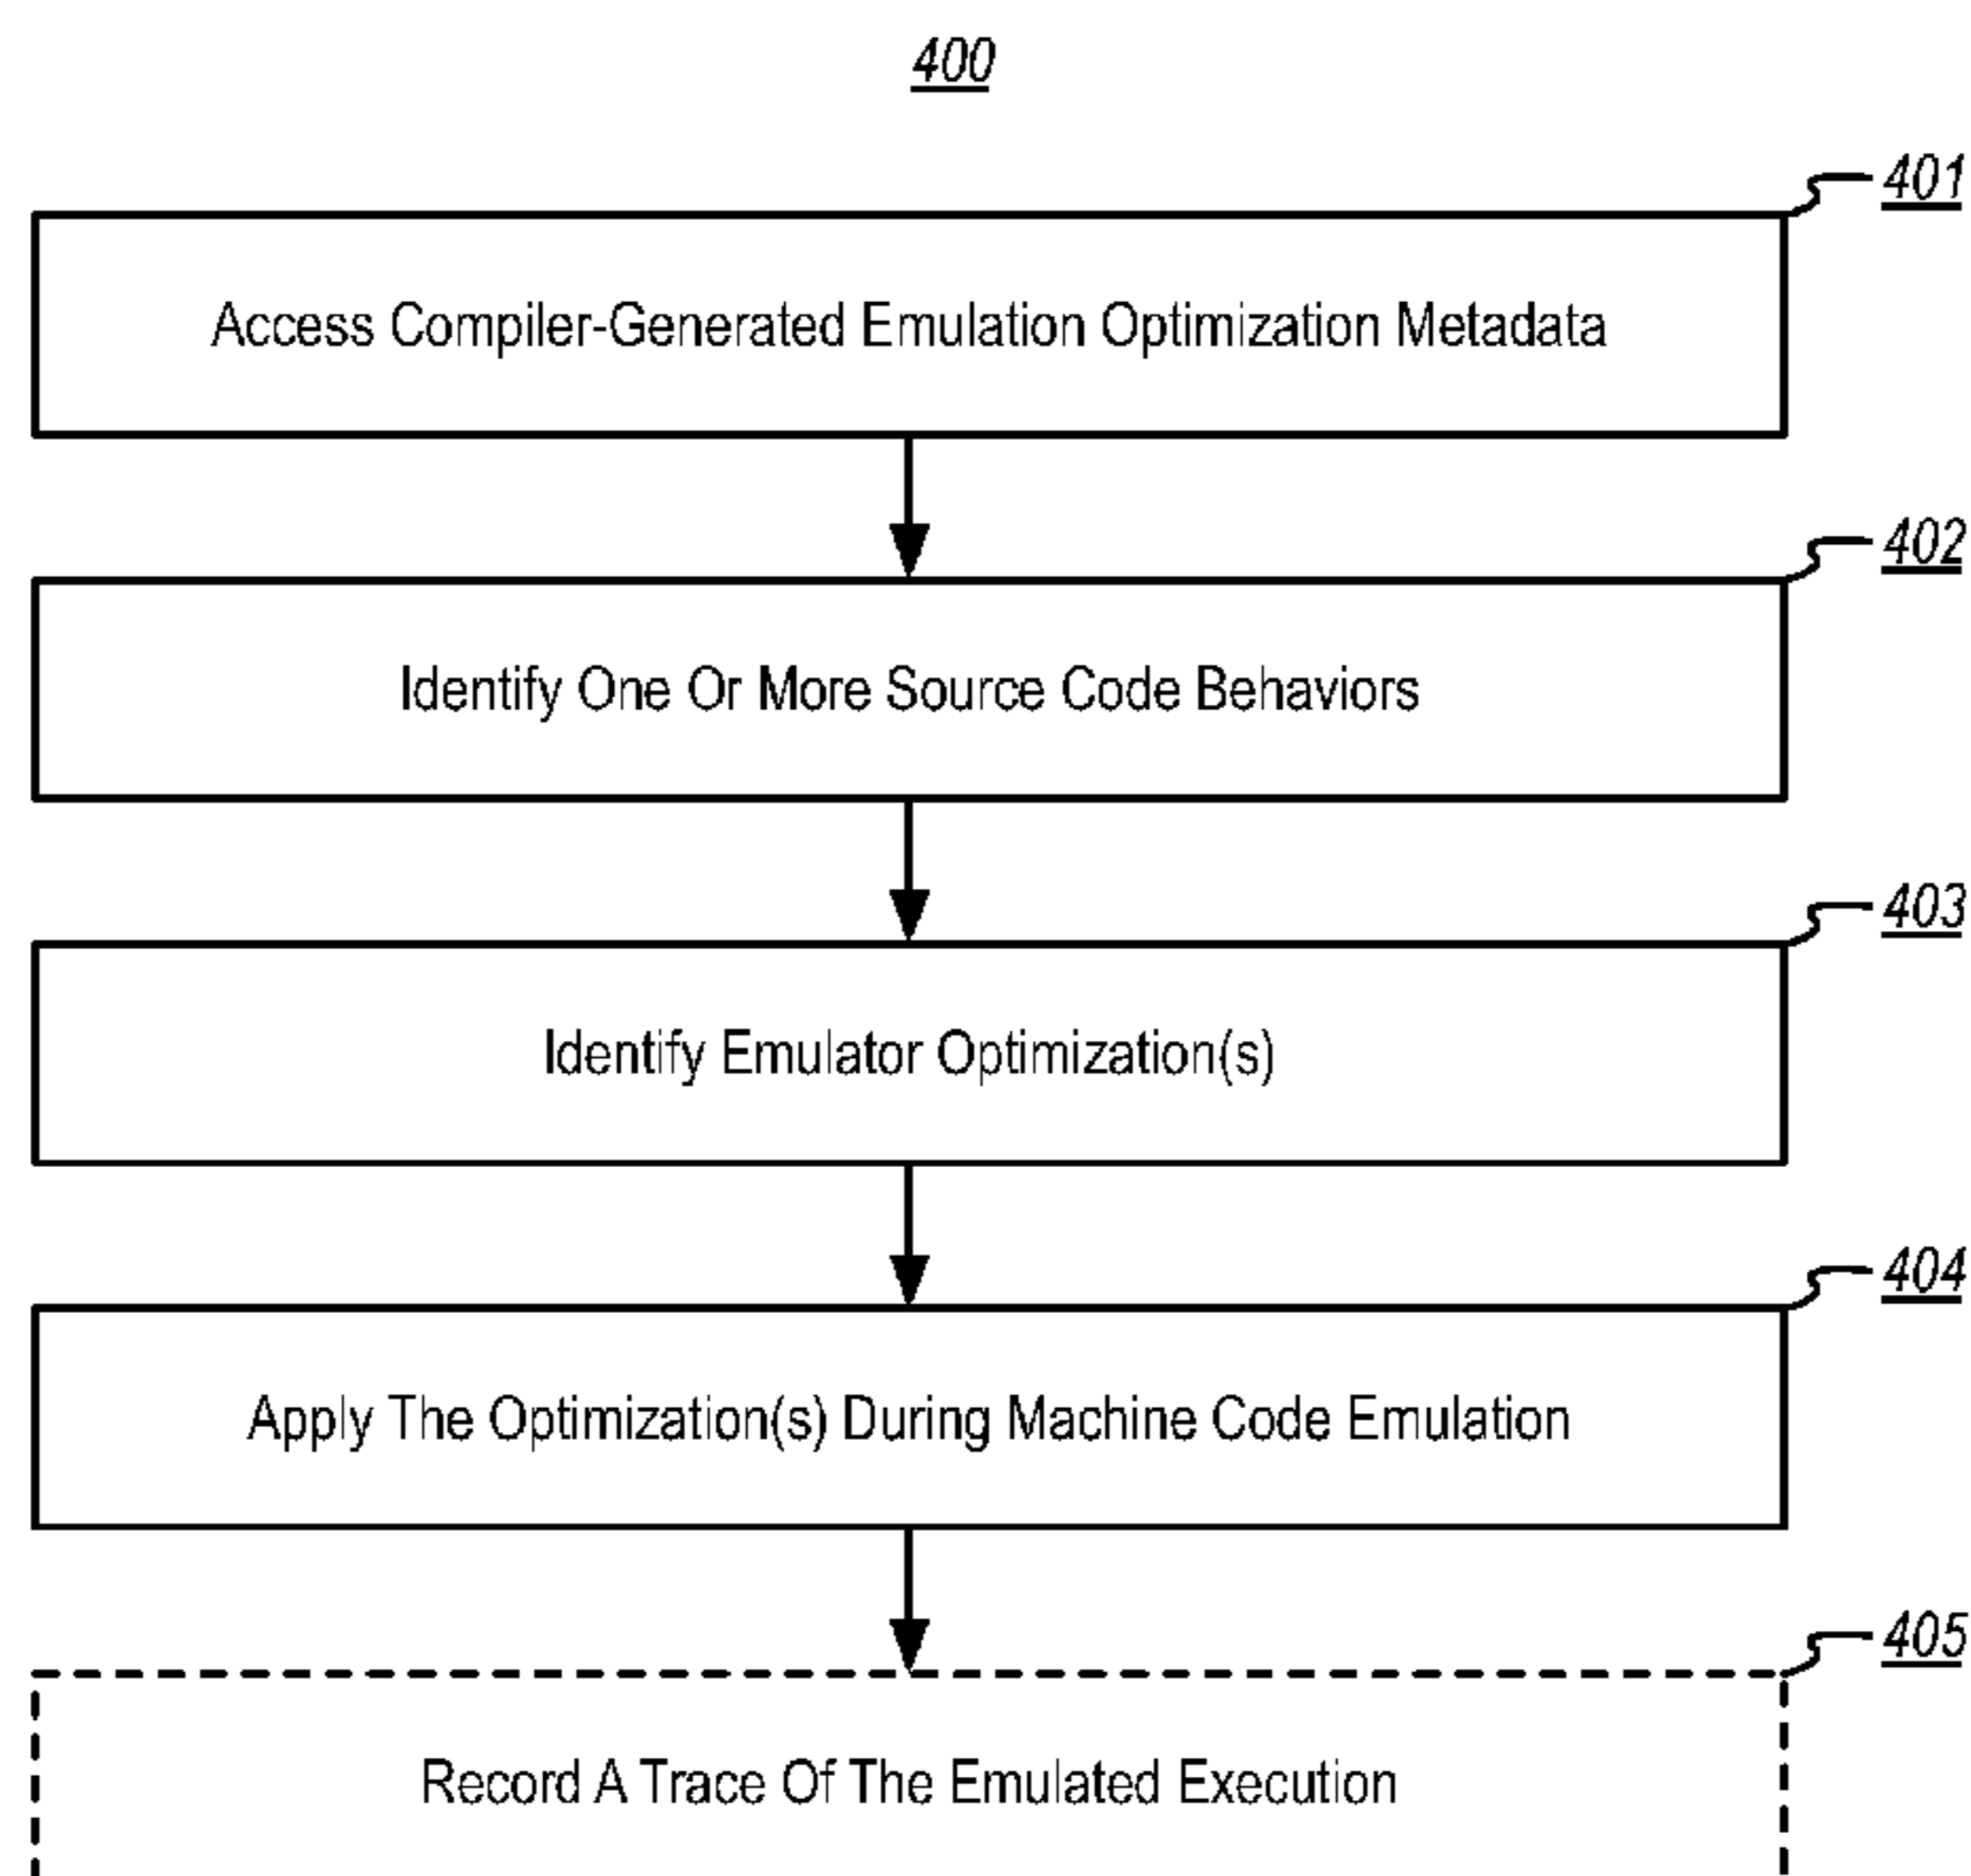 400
401
Access Compiler-Generated Emulation Optimization Metadata
402
Identify One Or More Source Code Behaviors
403
Identify Emulator Optimization(s)
404
Apply The Optimization(s) During Machine Code Emulation
405
Record A Trace Of The Emulated Execution